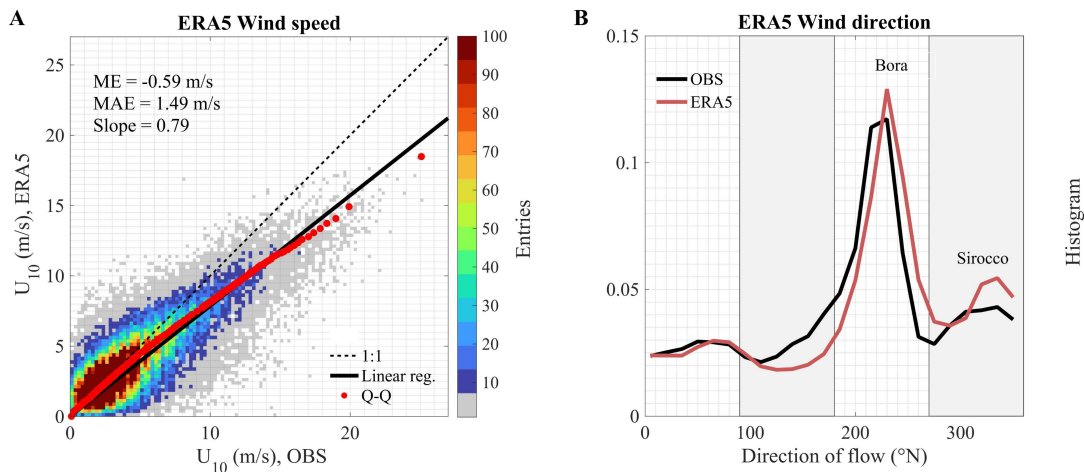 A
ERA5 Wind speed
ME = -0.59 m/s
MAE = 1.49 m/s
Slope = 0.79
25
20
15
10
5
0
U10 (m/s), ERA5
0
10
20
U10 (m/s), OBS
1:1
Linear reg.
Q-Q
100
90
80
70
60
50
40
30
20
10
Entries
B
ERA5 Wind direction
0.15
0.1
0.05
0
OBS
ERA5
Bora
Sirocco
0
100
200
300
Direction of flow (°N)
Histogram